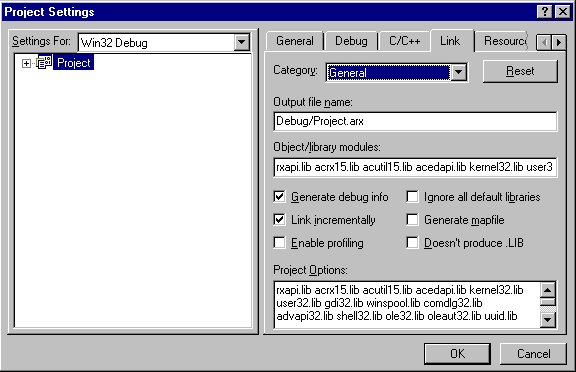 Project Settings
Settings For: Win32 Debug
Project
General Debug C/C++ Link Resourc
Category: General Reset
Output file name:
Debug/Project.arx
Object/library modules:
rxapi.lib acrx15.lib acutil15.lib acedapi.lib kernel32.lib user3
Generate debug info Ignore all default libraries
Link incrementally Generate mapfile
Enable profiling Doesn't produce .LIB
Project Options:
rxapi.lib acrx15.lib acutil15.lib acedapi.lib kernel32.lib
user32.lib gdi32.lib winspool.lib comdlg32.lib
advapi32.lib shell32.lib ole32.lib oleaut32.lib uuid.lib
OK Cancel